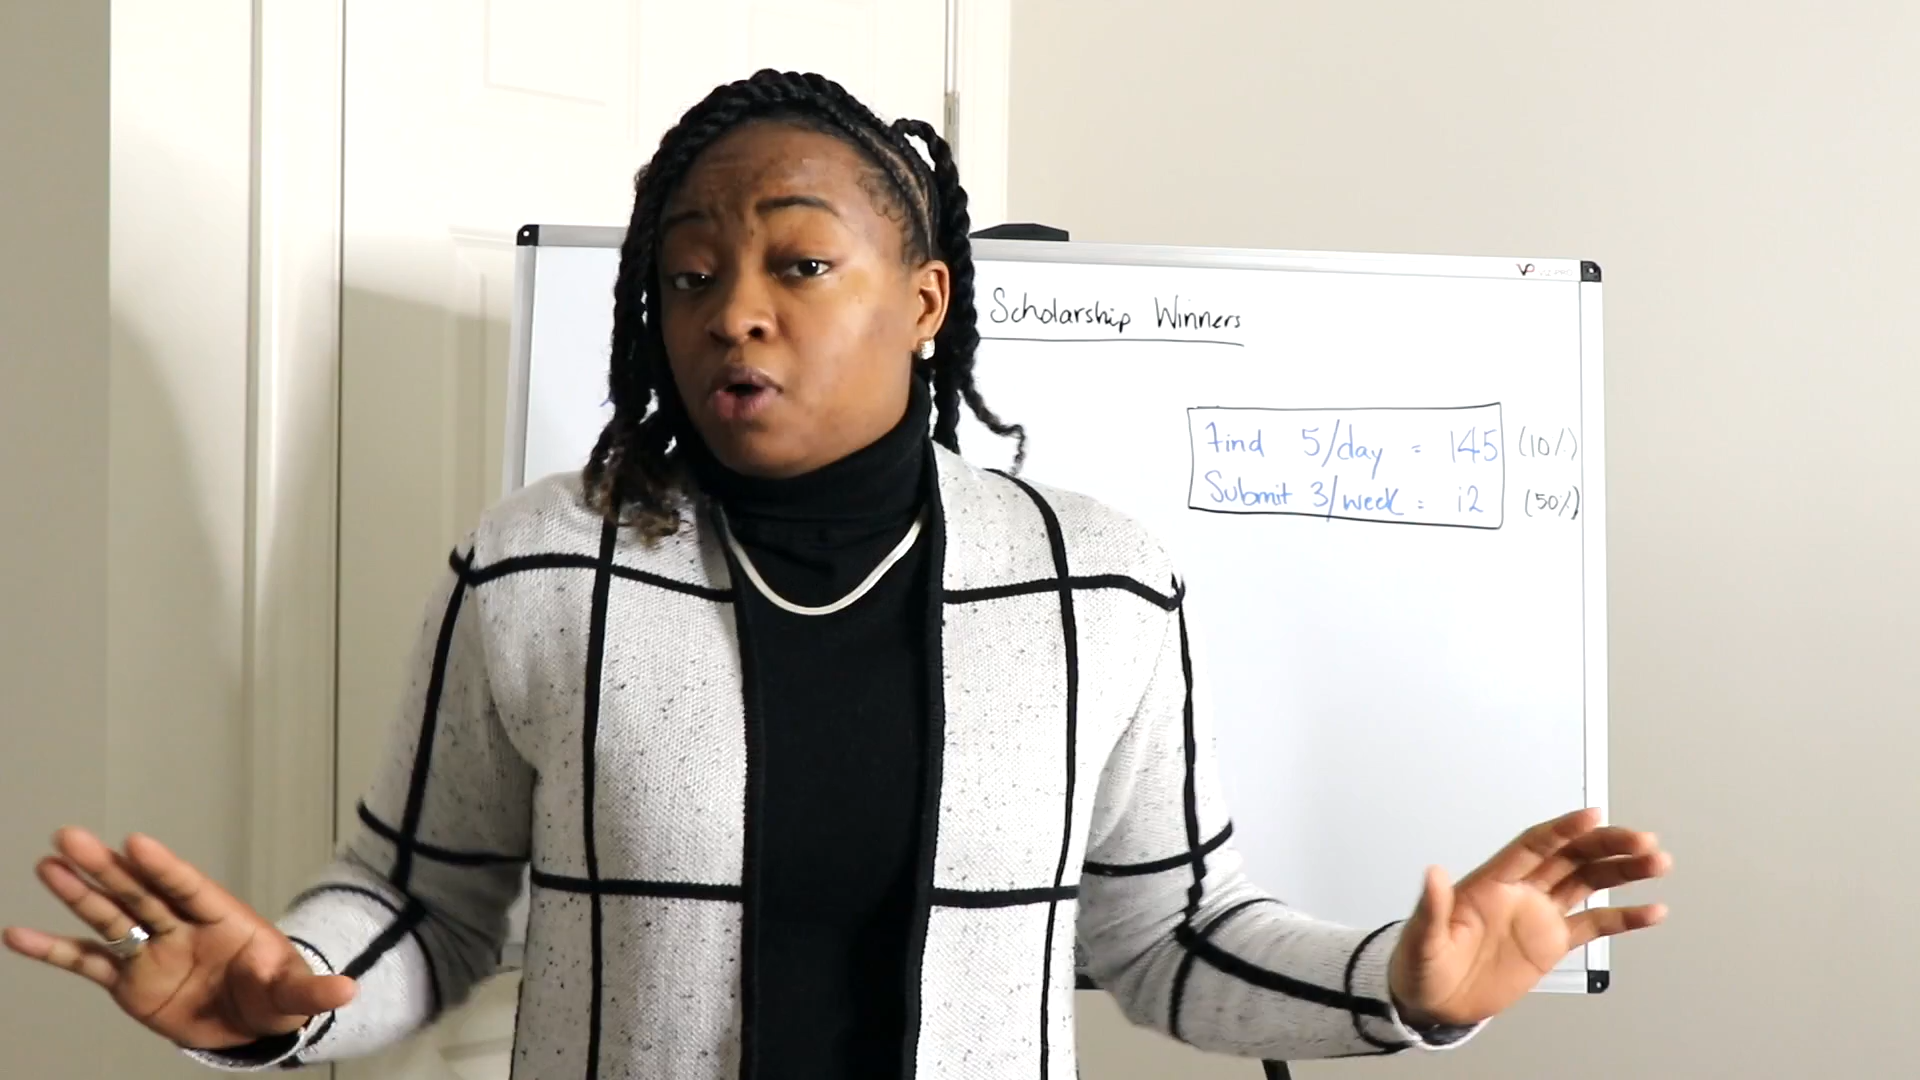 Scholarship Winners
Find 5/day = 145 (10%)
Submit 3/week = 12 (50%)